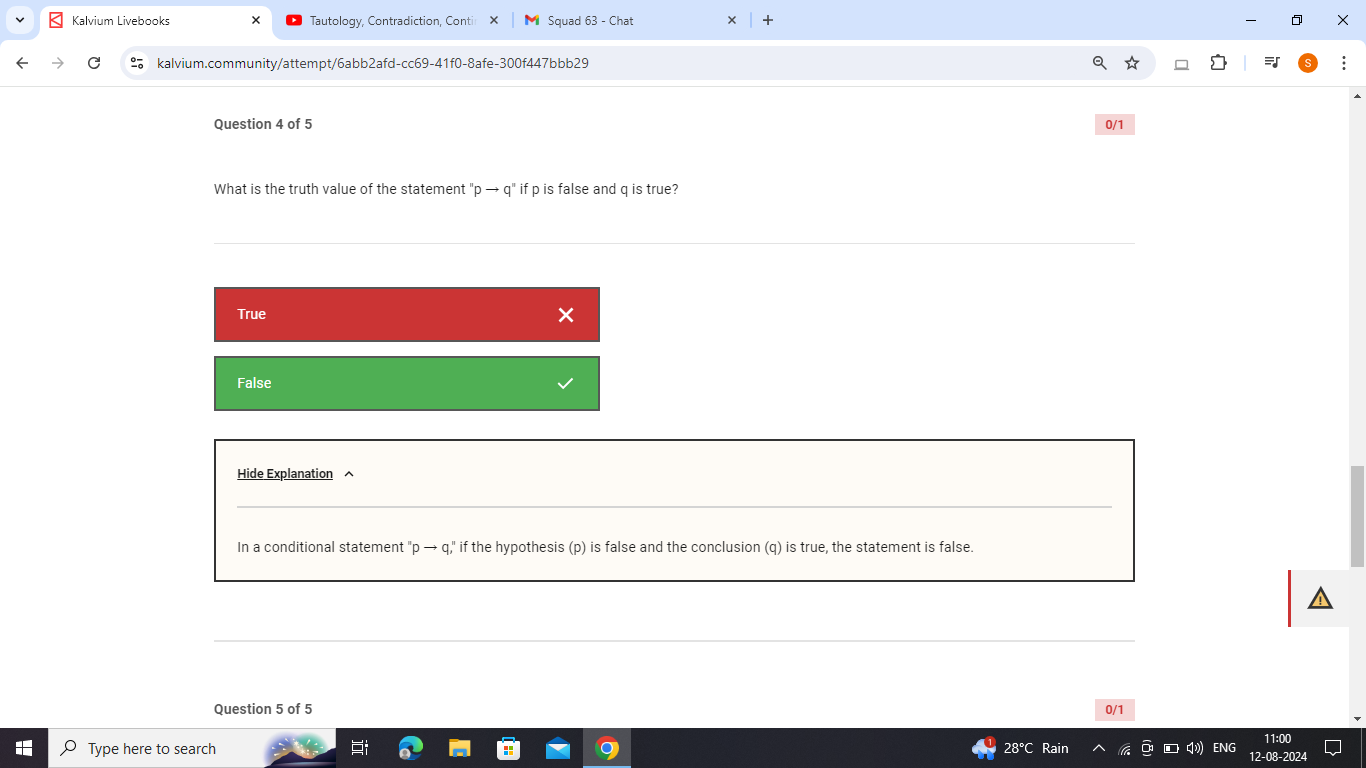 Kalvium Livebooks
Tautology, Contradiction, Conti
Squad 63 - Chat
kalvium.community/attempt/6abb2afd-cc69-41f0-8afe-300f447bbb29
S
Question 4 of 5
0/1
What is the truth value of the statement "p → q" if p is false and q is true?
True
False
Hide Explanation
In a conditional statement "p → q," if the hypothesis (p) is false and the conclusion (q) is true, the statement is false.
Question 5 of 5
0/1
Type here to search
1
28°C Rain
ENG
11:00
12-08-2024